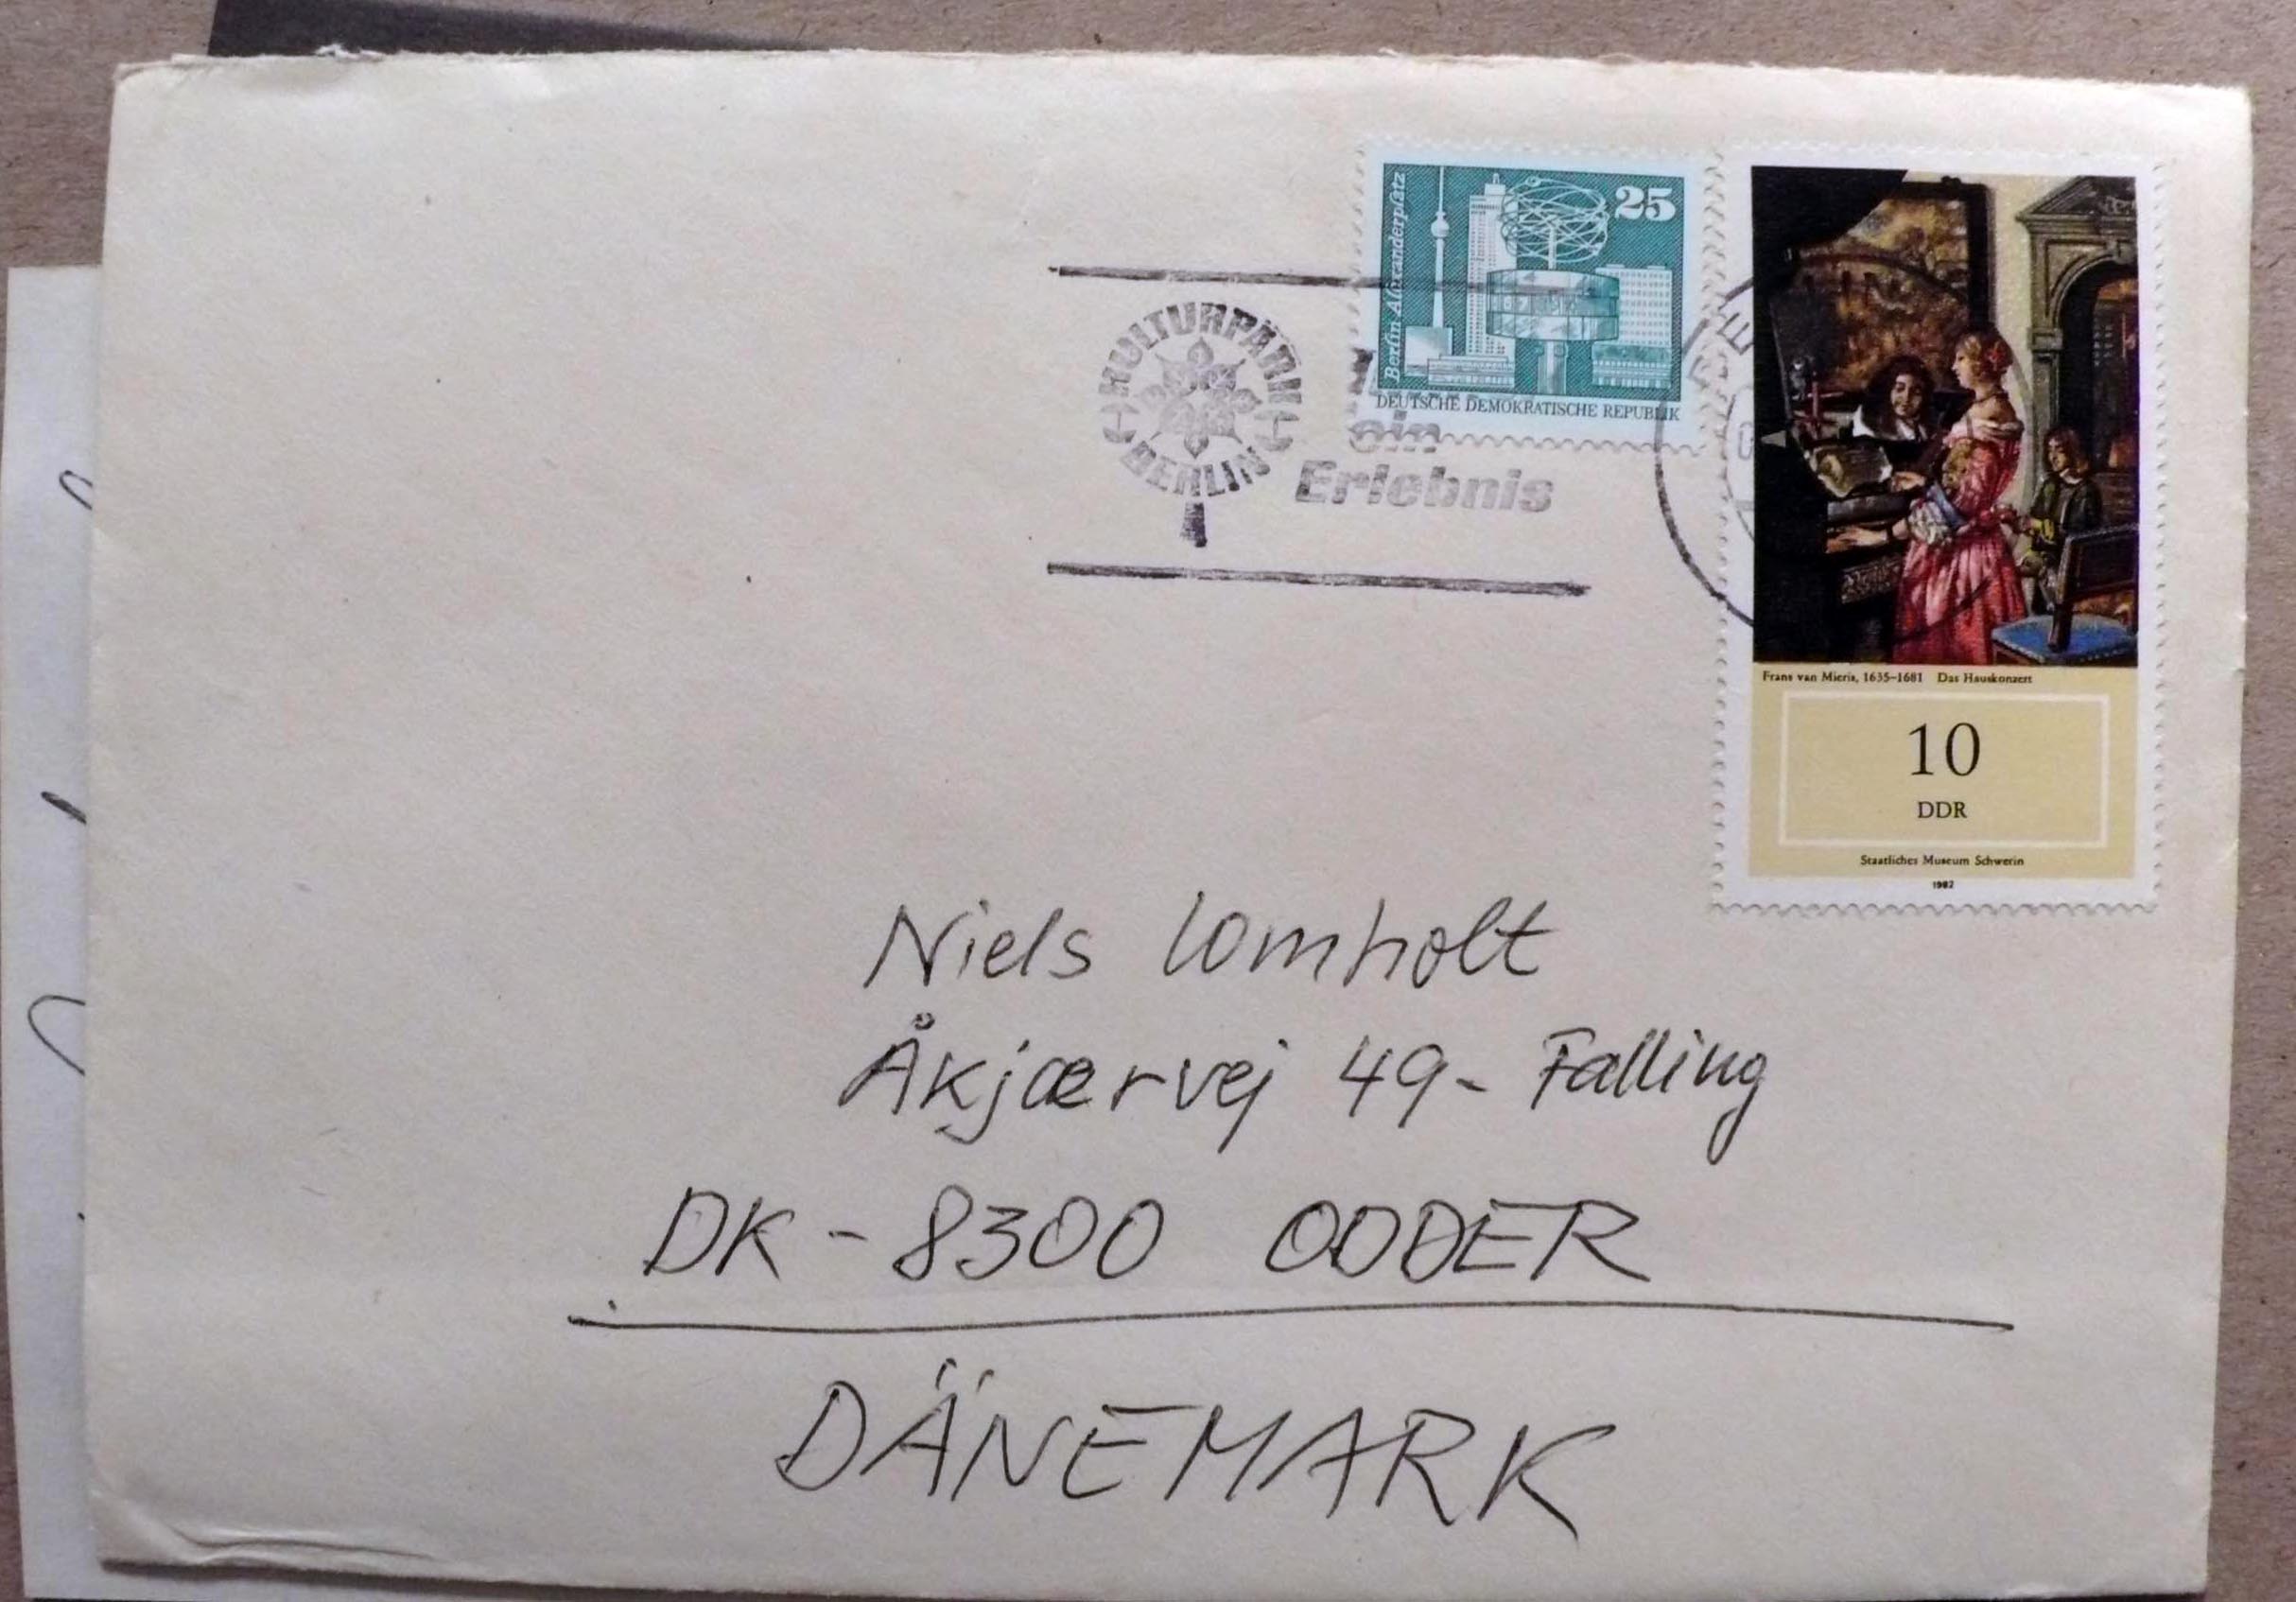 KULTURPARK
BERLIN
ein
Erlebnis
Berlin Alexanderplatz
25
DEUTSCHE DEMOKRATISCHE REPUBLIK
Frans van Mieris, 1635–1681 Das Hauskonzert
10
DDR
Staatliches Museum Schwerin
1982
Niels Lomholt
Åkjærvej 49- Falling
DK - 8300 ODDER
DÄNEMARK